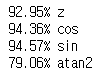 92.95% z
94.36% cos
94.57% sin
79.06% atan2